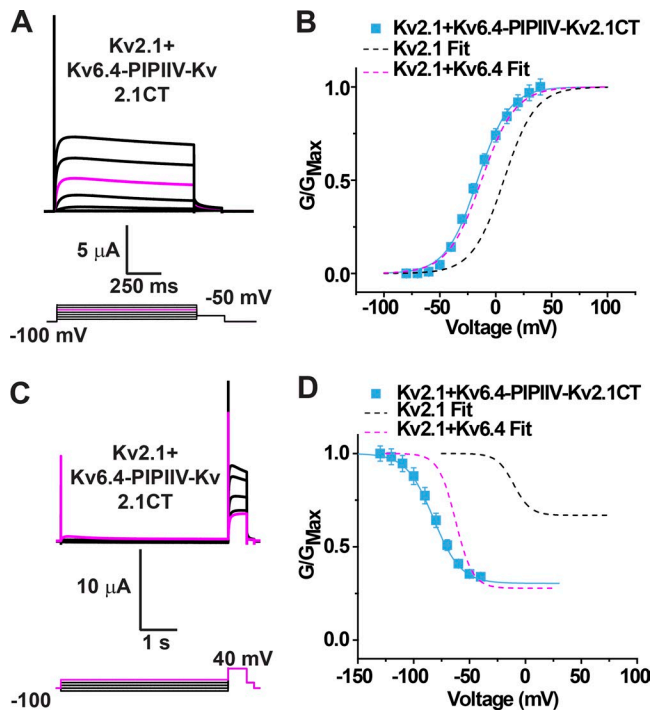 A
Kv2.1+
Kv6.4-PIPIIV-Kv
2.1CT
5 µA
250 ms
-50 mV
-100 mV
B
Kv2.1+Kv6.4-PIPIIV-Kv2.1CT
Kv2.1 Fit
Kv2.1+Kv6.4 Fit
G/GMax
1.0
0.5
0.0
-100 -50 0 50 100
Voltage (mV)
C
Kv2.1+
Kv6.4-PIPIIV-Kv
2.1CT
10 µA
1 s
40 mV
-100
D
Kv2.1+Kv6.4-PIPIIV-Kv2.1CT
Kv2.1 Fit
Kv2.1+Kv6.4 Fit
G/GMax
1.0
0.5
0.0
-150 -100 -50 0 50 100
Voltage (mV)